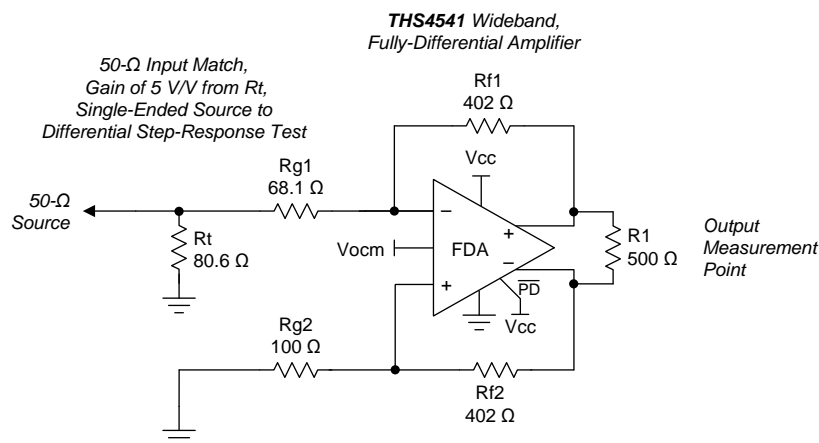 THS4541 Wideband,
Fully-Differential Amplifier
50-Ω Input Match,
Gain of 5 V/V from Rt,
Single-Ended Source to
Differential Step-Response Test
Rf1
402 Ω
Vcc
Rg1
68.1 Ω
50-Ω
Source
Rt
80.6 Ω
Vocm
−
+
FDA
+
−
PD
Vcc
R1
500 Ω
Output
Measurement
Point
Rg2
100 Ω
Rf2
402 Ω